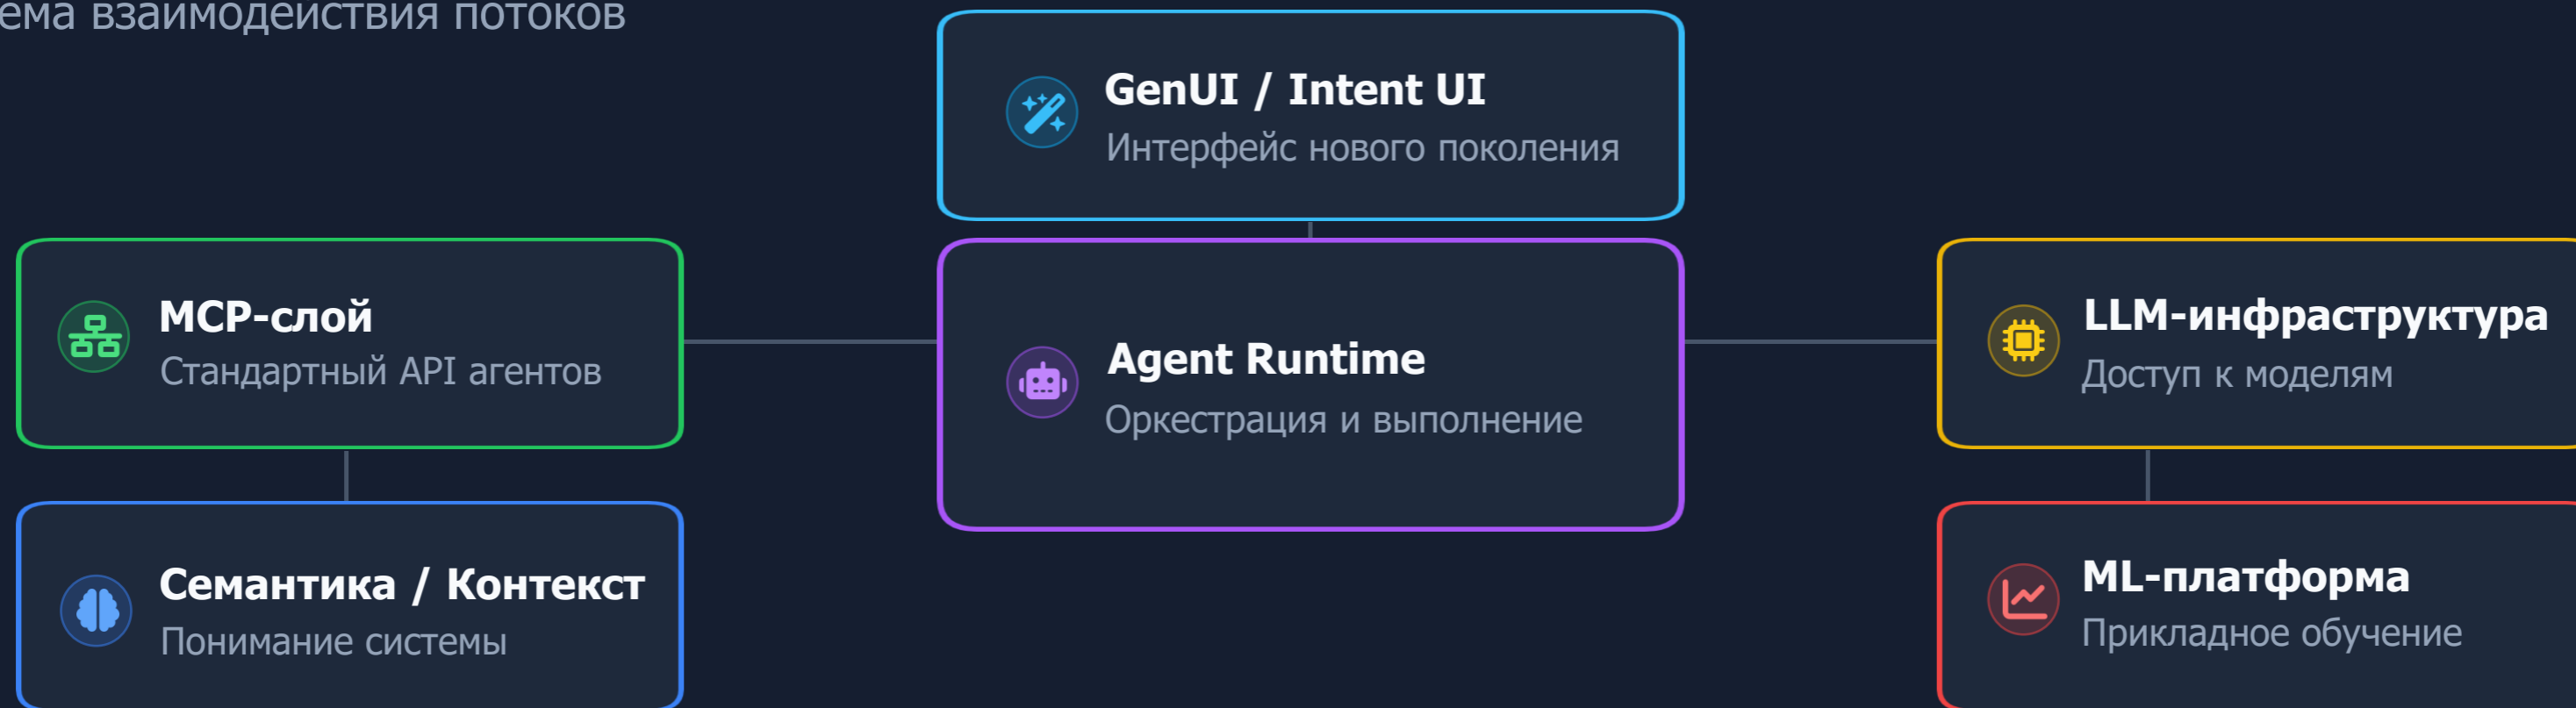 взаимодействия потоков
GenUI / Intent UI
Интерфейс нового поколения
MCP-слой
Стандартный API агентов
Agent Runtime
Оркестрация и выполнение
LLM-инфраструктура
Доступ к моделям
Семантика / Контекст
Понимание системы
ML-платформа
Прикладное обучение